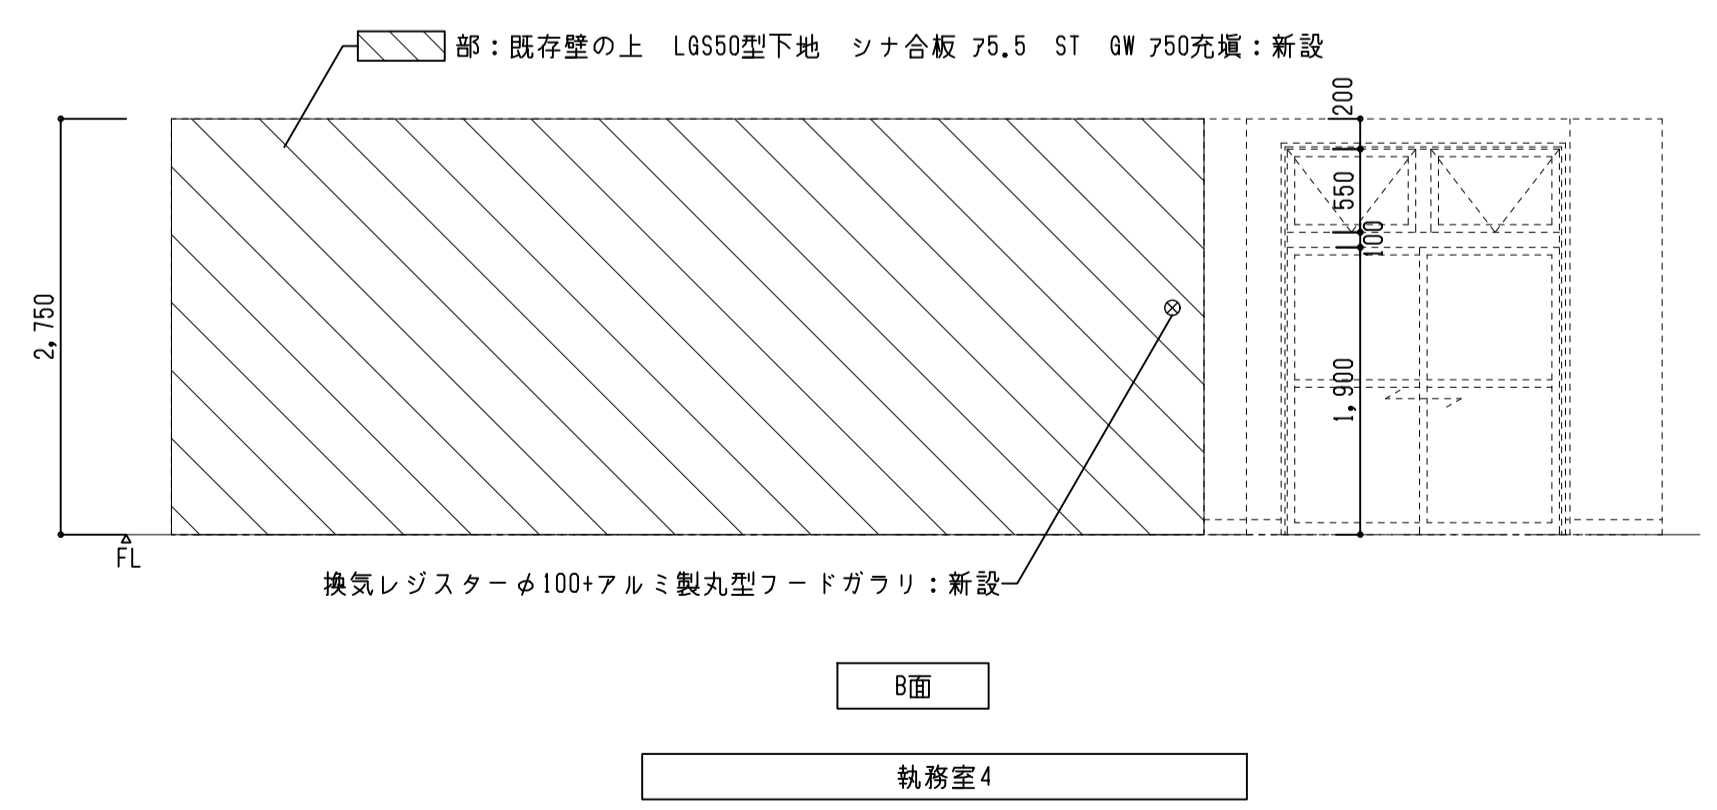 部：既存壁の上　LGS50型下地　シナ合板 ｱ5.5　ST　GW ｱ50充塡：新設
200
550
100
2,750
1,900
FL
換気レジスターφ100+アルミ製丸型フードガラリ：新設
B面
執務室4